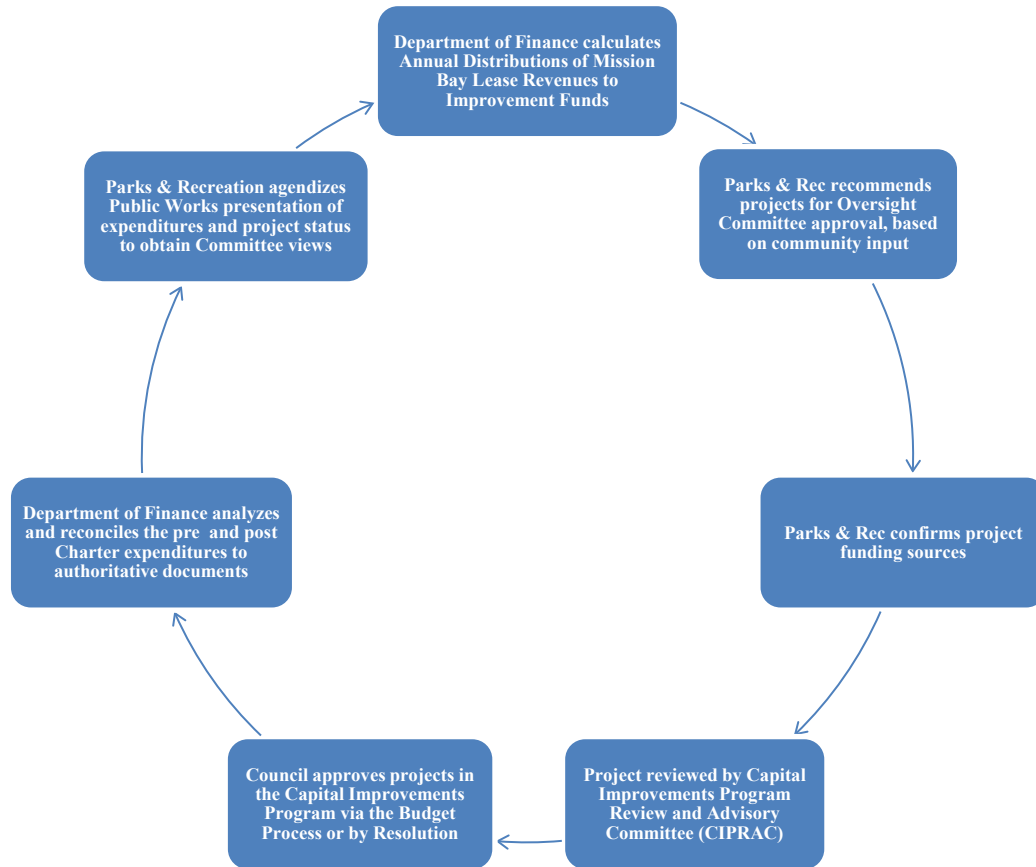 Department of Finance calculates
Annual Distributions of Mission
Bay Lease Revenues to
Improvement Funds
Parks & Rec recommends
projects for Oversight
Committee approval, based
on community input
Parks & Rec confirms project
funding sources
Project reviewed by Capital
Improvements Program
Review and Advisory
Committee (CIPRAC)
Council approves projects in
the Capital Improvements
Program via the Budget
Process or by Resolution
Department of Finance analyzes
and reconciles the pre and post
Charter expenditures to
authoritative documents
Parks & Recreation agendizes
Public Works presentation of
expenditures and project status
to obtain Committee views